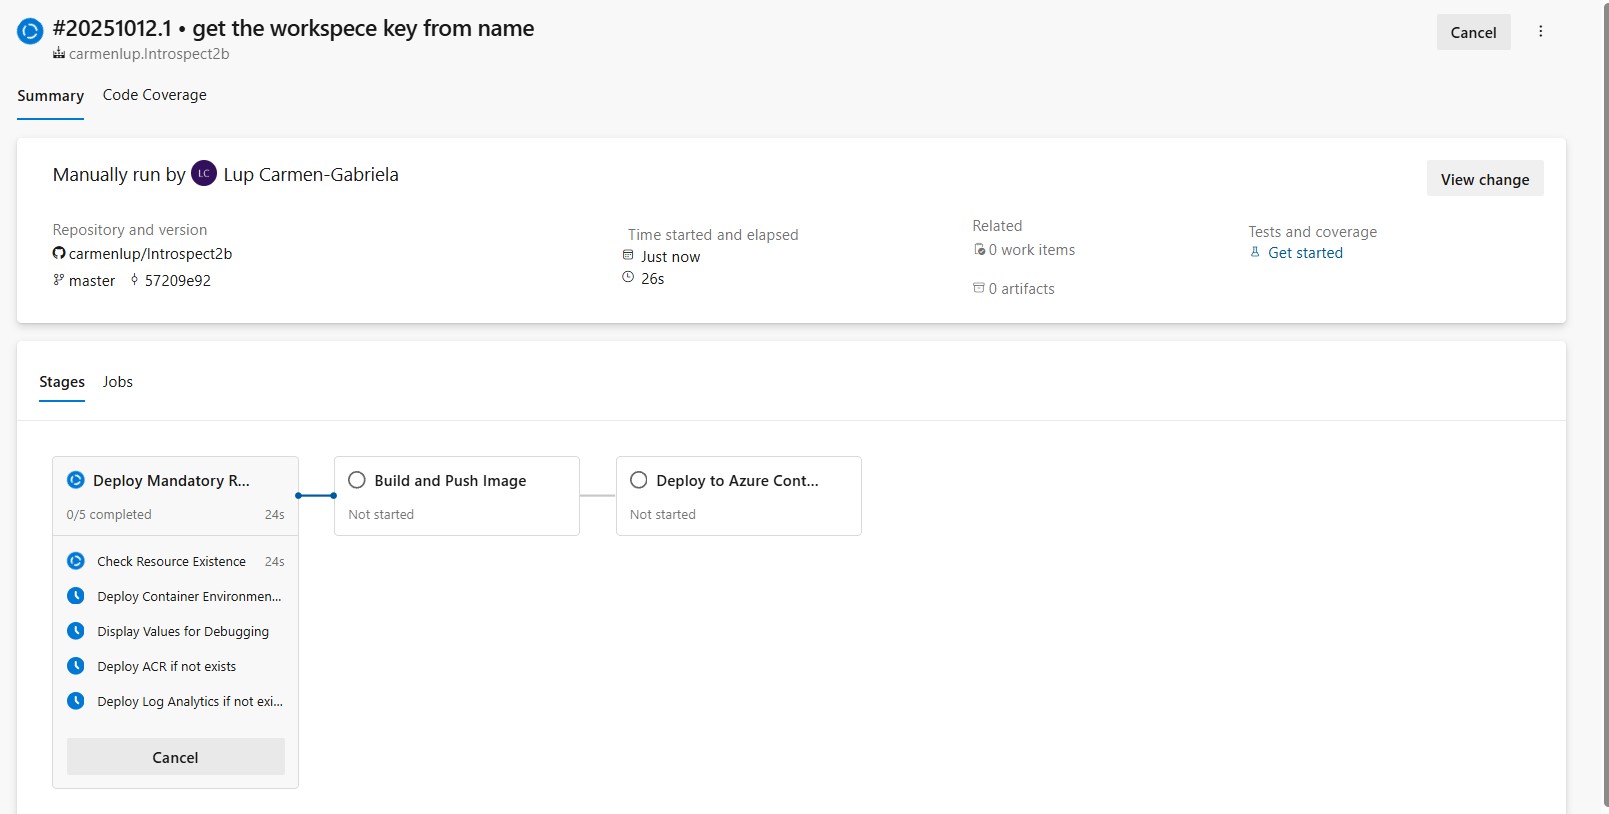 #20251012.1 • get the workspece key from name
carmenlup.Introspect2b
Cancel
Summary Code Coverage
Manually run by LC Lup Carmen-Gabriela
View change
Repository and version
carmenlup/Introspect2b
master 57209e92
Time started and elapsed
Just now
26s
Related
0 work items
0 artifacts
Tests and coverage
Get started
Stages Jobs
Deploy Mandatory R...
0/5 completed 24s
Check Resource Existence 24s
Deploy Container Environmen...
Display Values for Debugging
Deploy ACR if not exists
Deploy Log Analytics if not exi...
Cancel
Build and Push Image
Not started
Deploy to Azure Cont...
Not started